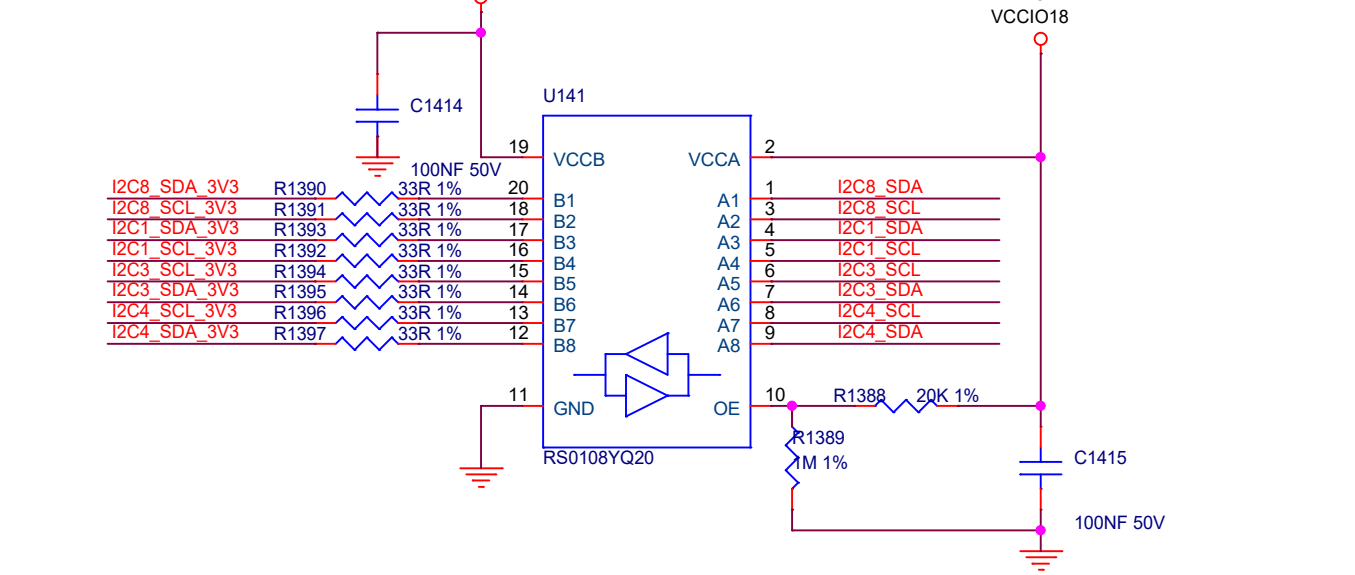 VCCIO18
U141
C1414
19 VCCB VCCA 2
100NF 50V
I2C8_SDA_3V3 R1390 33R 1% 20 B1 A1 1 I2C8_SDA
I2C8_SCL_3V3 R1391 33R 1% 18 B2 A2 3 I2C8_SCL
I2C1_SDA_3V3 R1393 33R 1% 17 B3 A3 4 I2C1_SDA
I2C1_SCL_3V3 R1392 33R 1% 16 B4 A4 5 I2C1_SCL
I2C3_SCL_3V3 R1394 33R 1% 15 B5 A5 6 I2C3_SCL
I2C3_SDA_3V3 R1395 33R 1% 14 B6 A6 7 I2C3_SDA
I2C4_SCL_3V3 R1396 33R 1% 13 B7 A7 8 I2C4_SCL
I2C4_SDA_3V3 R1397 33R 1% 12 B8 A8 9 I2C4_SDA
11 GND OE 10 R1388 20K 1%
R1389
1M 1%
RS0108YQ20
C1415
100NF 50V